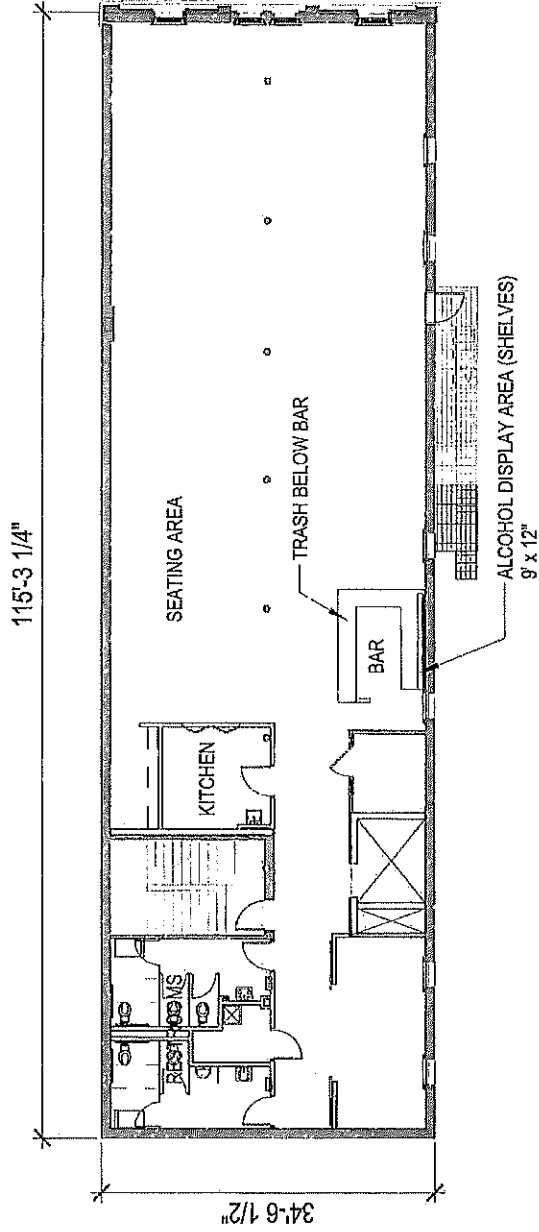 115'-3 1/4"
34'-6 1/2"
SEATING AREA
TRASH BELOW BAR
KITCHEN
BAR
RESTROOMS
ALCOHOL DISPLAY AREA (SHELVES)
9' x 12"